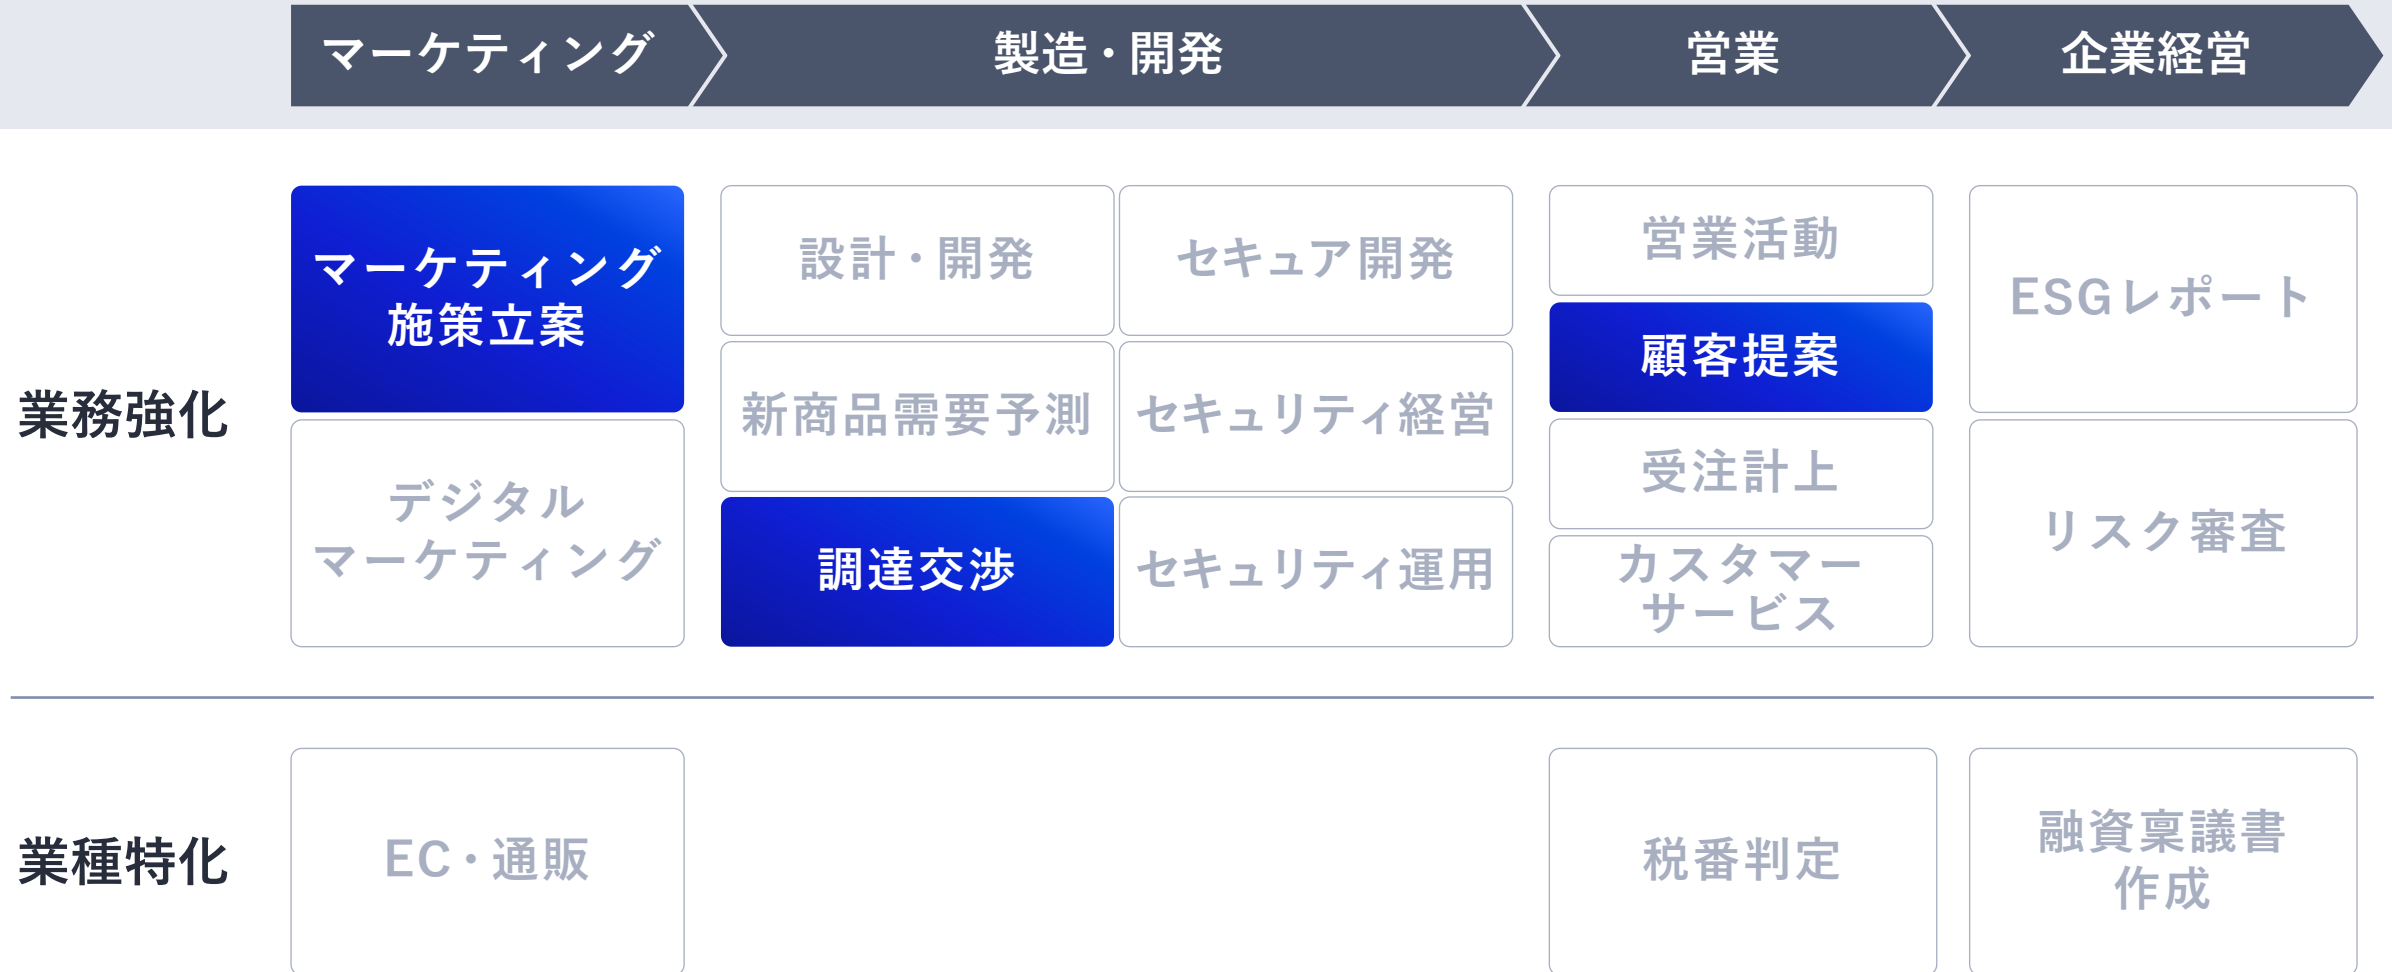 マーケティング
製造・開発
営業
企業経営
業務強化
マーケティング
施策立案
デジタル
マーケティング
設計・開発
新商品需要予測
調達交渉
セキュア開発
セキュリティ経営
セキュリティ運用
営業活動
顧客提案
受注計上
カスタマー
サービス
ESGレポート
リスク審査
業種特化
EC・通販
税番判定
融資稟議書
作成